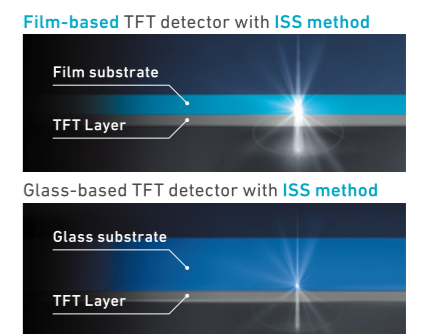 Film-based TFT detector with ISS method
Film substrate
TFT Layer
Glass-based TFT detector with ISS method
Glass substrate
TFT Layer